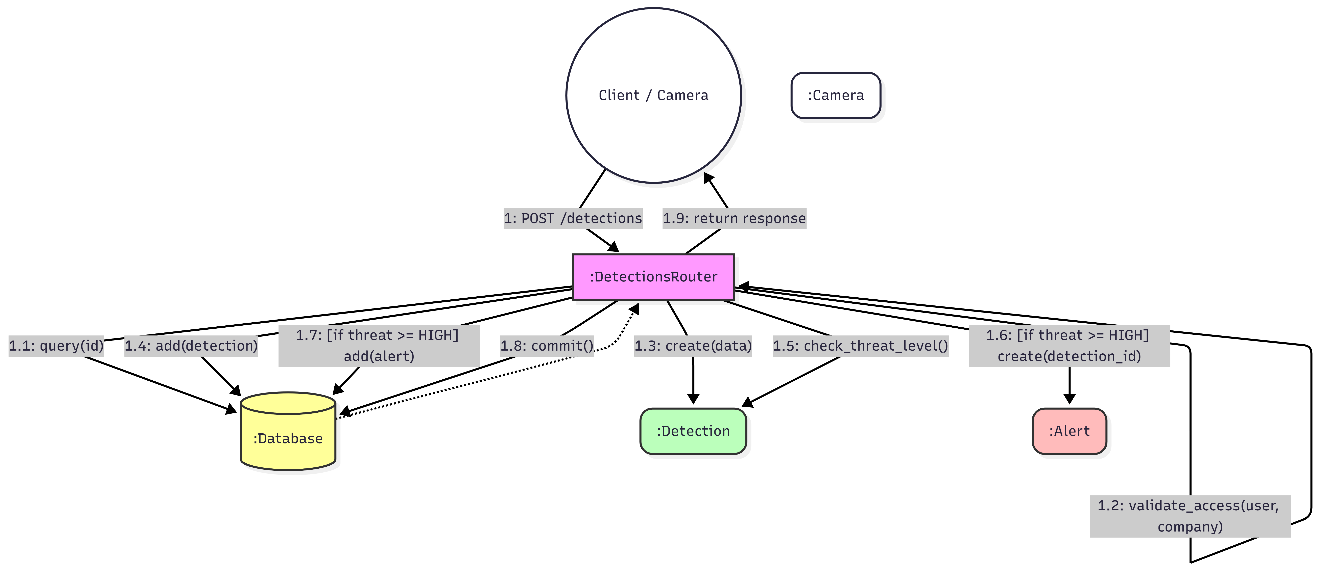 Client / Camera
:Camera
1: POST /detections
1.9: return response
:DetectionsRouter
1.1: query(id)
1.4: add(detection)
1.7: [if threat >= HIGH]
add(alert)
1.8: commit()
1.3: create(data)
1.5: check_threat_level()
1.6: [if threat >= HIGH]
create(detection_id)
:Database
:Detection
:Alert
1.2: validate_access(user,
company)